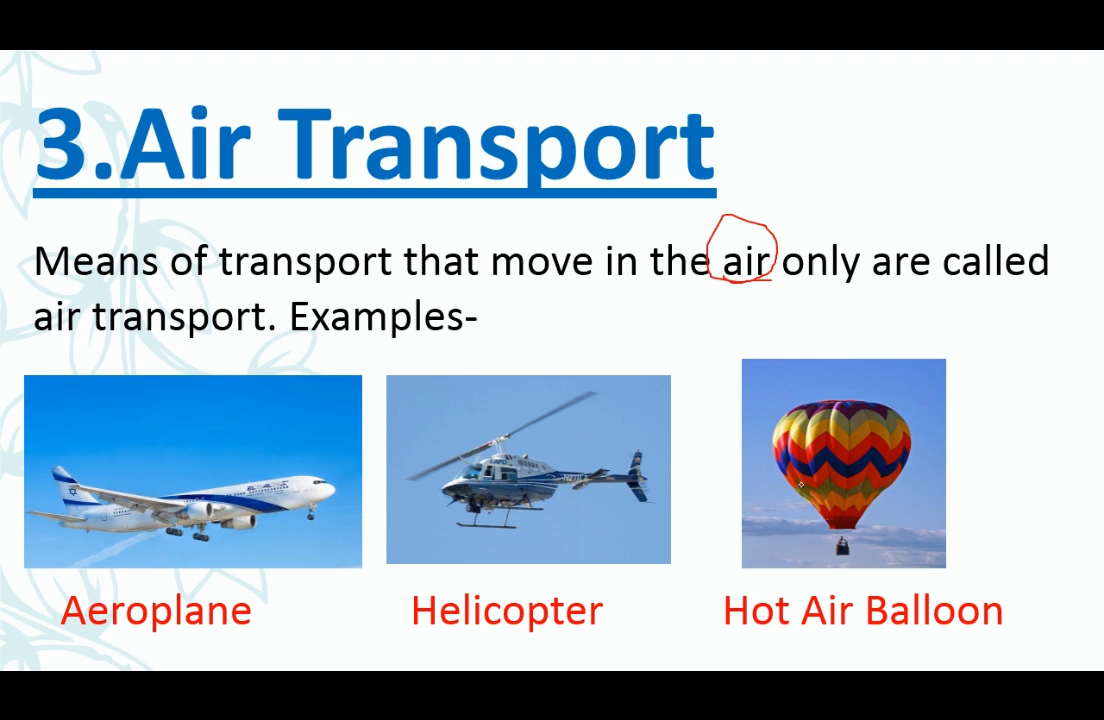 3.Air Transport
Means of transport that move in the air only are called
air transport. Examples-
Aeroplane
Helicopter
Hot Air Balloon